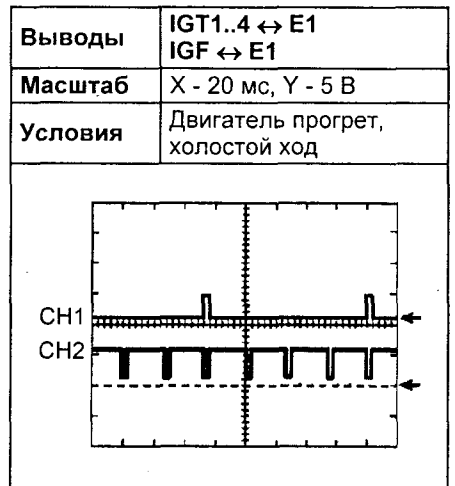 Выводы
IGT1..4 ↔ E1
IGF ↔ E1
Масштаб
X - 20 мс, Y - 5 В
Условия
Двигатель прогрет,
холостой ход
CH1
CH2